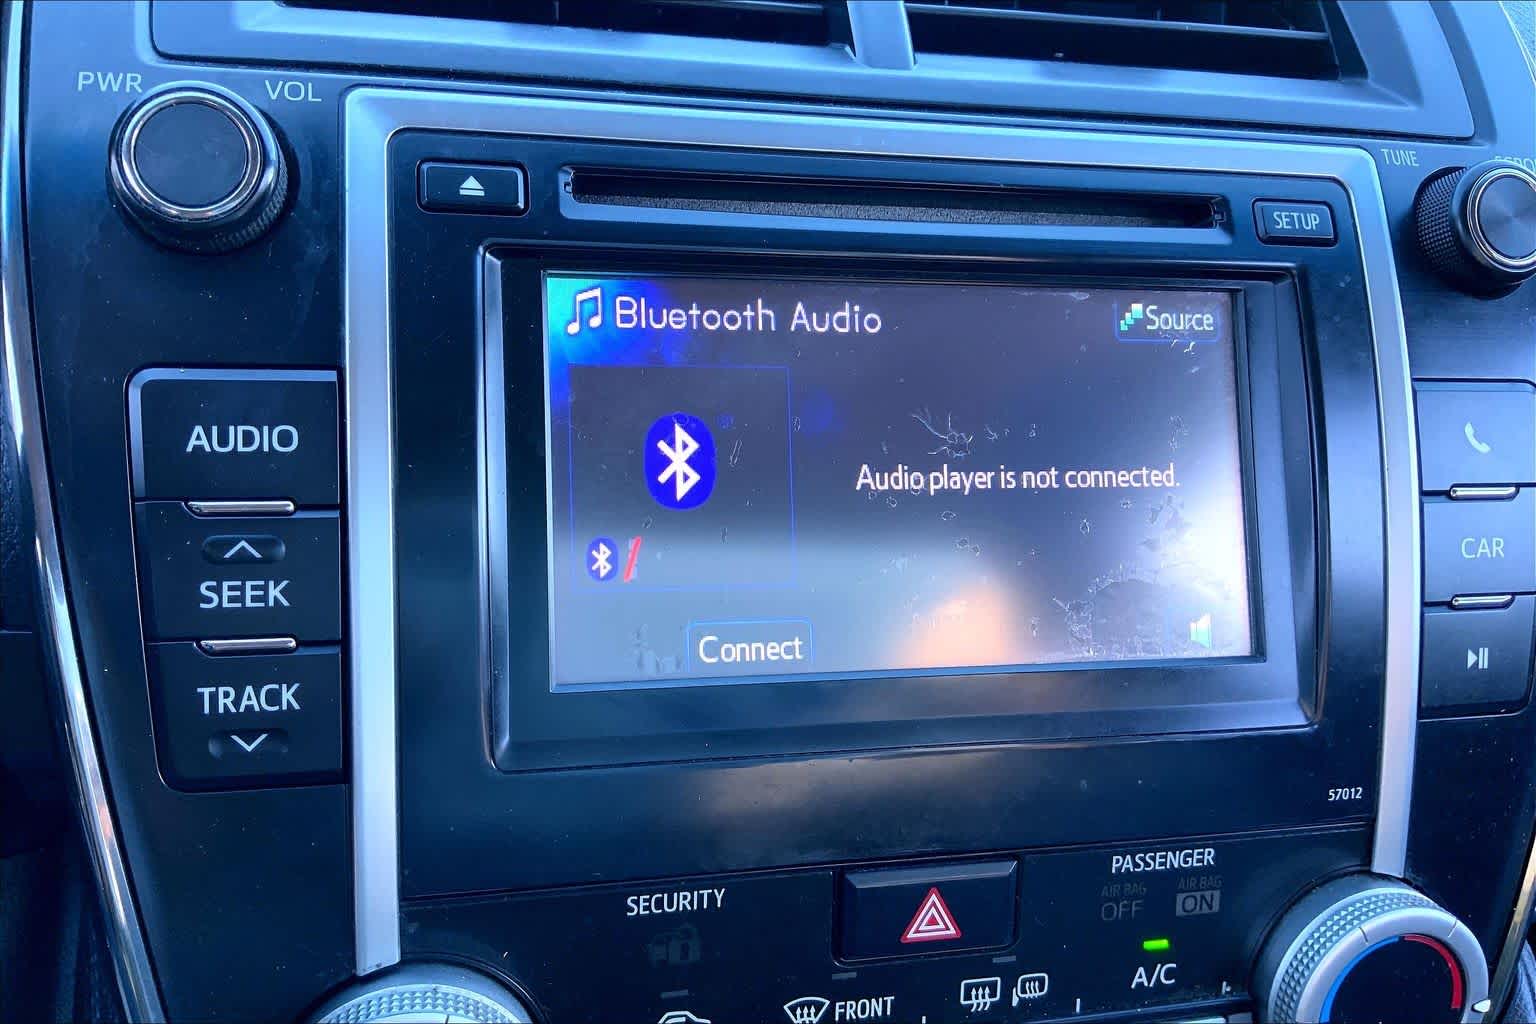 PWR
VOL
TUNE
SETUP
Bluetooth Audio
Source
AUDIO
Audio player is not connected.
SEEK
CAR
Connect
TRACK
57012
PASSENGER
AIR BAG
OFF
AIR BAG
ON
SECURITY
A/C
FRONT